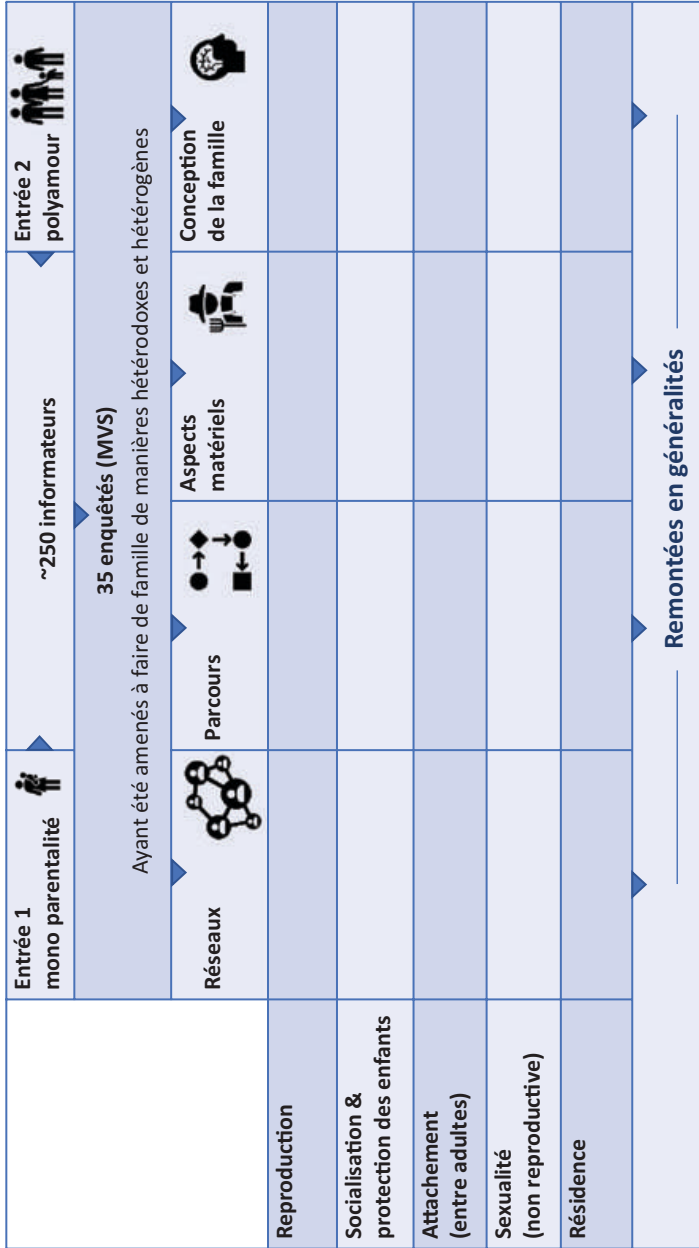 Entrée 1
mono parentalité
~250 informateurs
Entrée 2
polyamour
35 enquêtés (MVS)
Ayant été amenés à faire de famille de manières hétérodoxes et hétérogènes
Réseaux
Parcours
Aspects
matériels
Conception
de la famille
Reproduction
Socialisation &
protection des enfants
Attachement
(entre adultes)
Sexualité
(non reproductive)
Résidence
Remontées en généralités